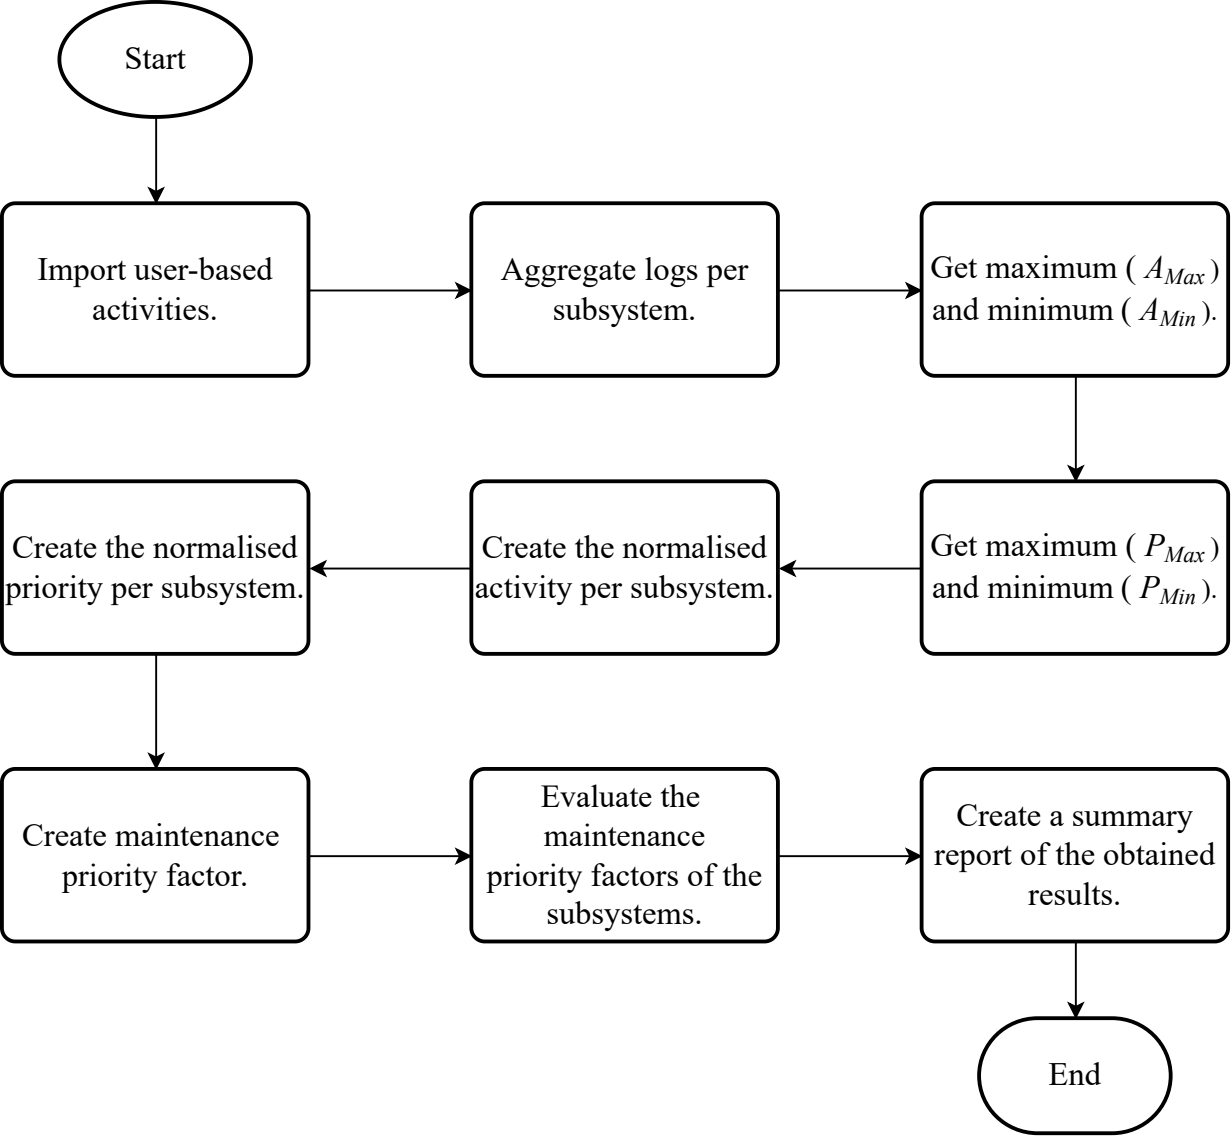 Start
Import user-based
activities.
Aggregate logs per
subsystem.
Get maximum ( A_Max )
and minimum ( A_Min ).
Get maximum ( P_Max )
and minimum ( P_Min ).
Create the normalised
activity per subsystem.
Create the normalised
priority per subsystem.
Create maintenance
priority factor.
Evaluate the
maintenance
priority factors of the
subsystems.
Create a summary
report of the obtained
results.
End